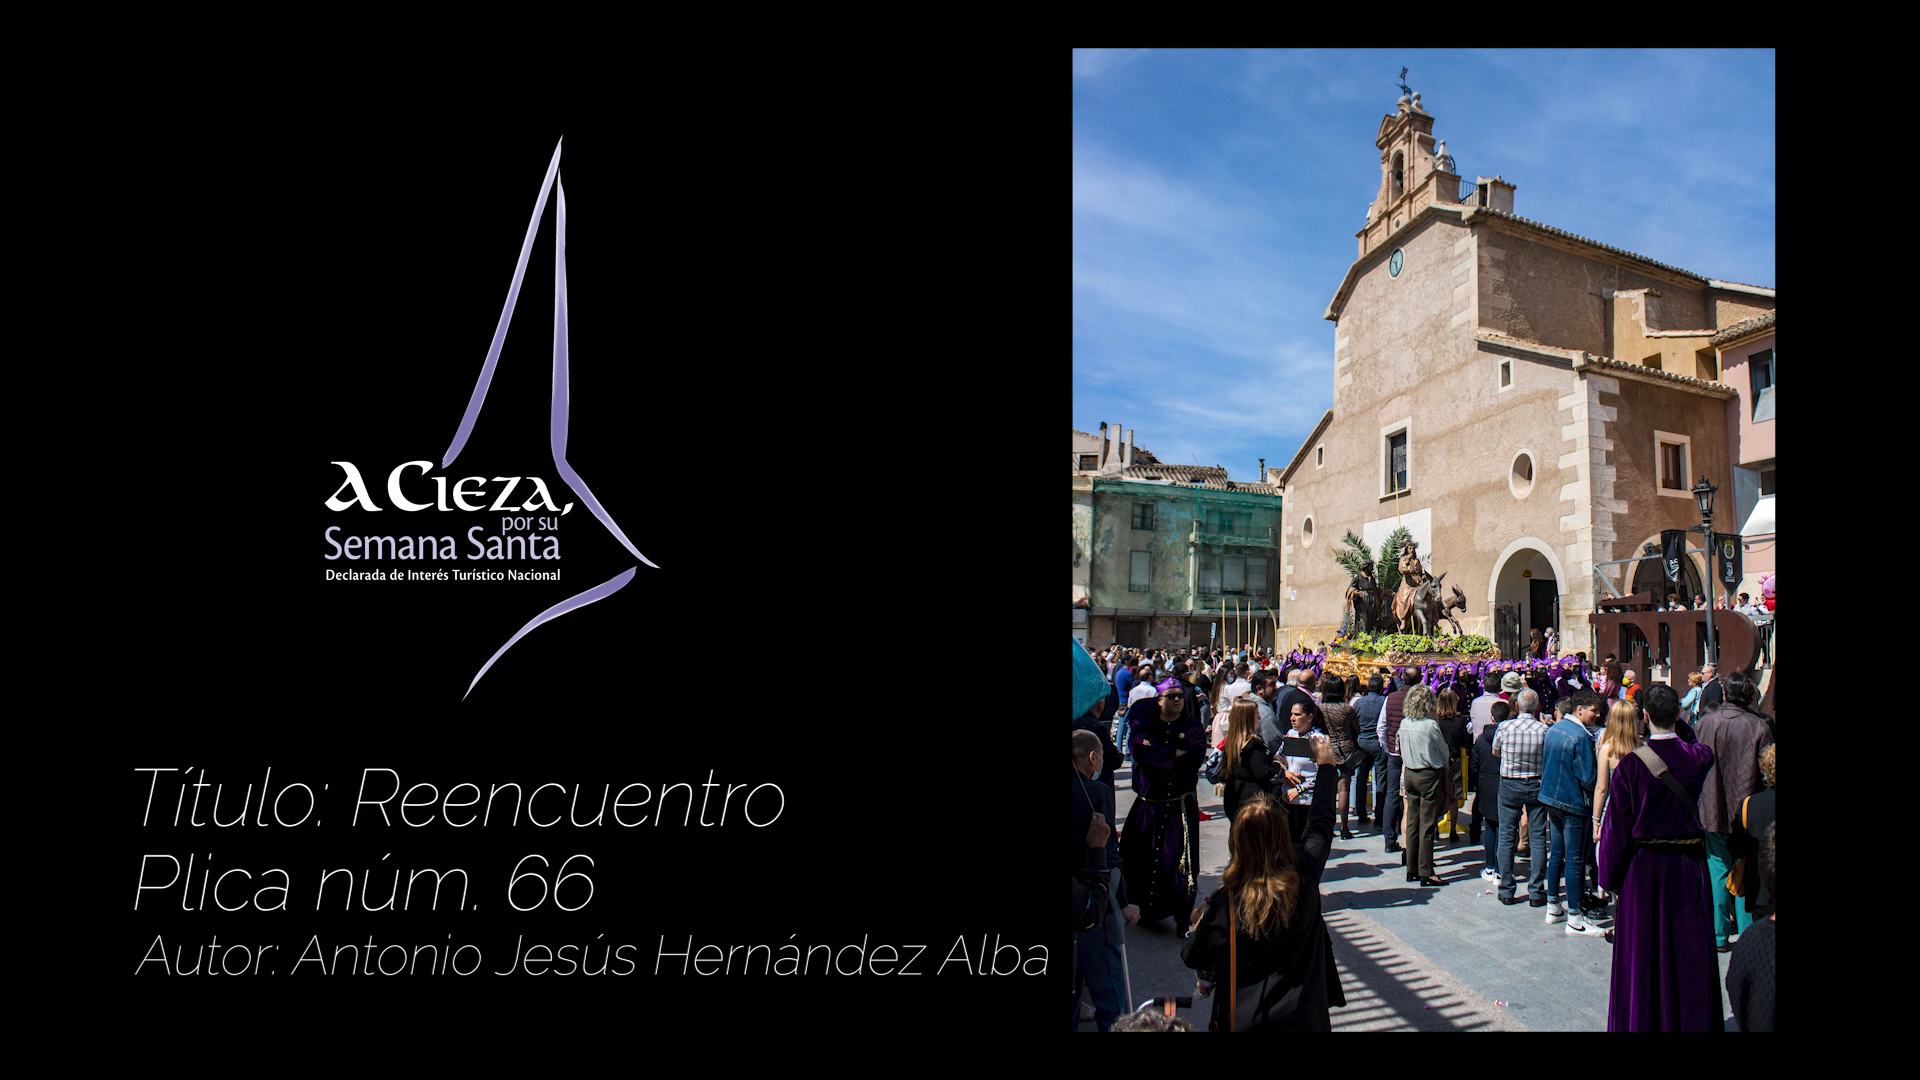 A CIEZA,
por su
Semana Santa
Declarada de Interés Turístico Nacional
Título: Reencuentro
Plica núm. 66
Autor: Antonio Jesús Hernández Alba